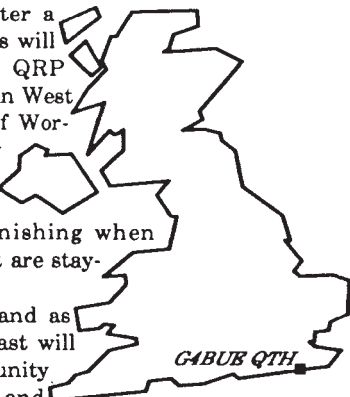 ter a
s will
QRP
n West
f Wor-
nishing when
are stay-
and as
ast will
G4BUE QTH
unity
and